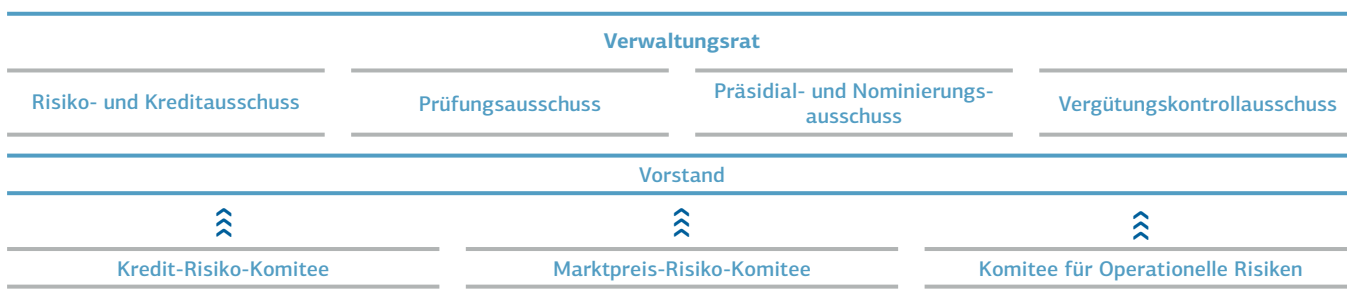 Verwaltungsrat
Risiko- und Kreditausschuss
Prüfungsausschuss
Präsidial- und Nominierungs-
ausschuss
Vergütungskontrollausschuss
Vorstand
Kredit-Risiko-Komitee
Marktpreis-Risiko-Komitee
Komitee für Operationelle Risiken